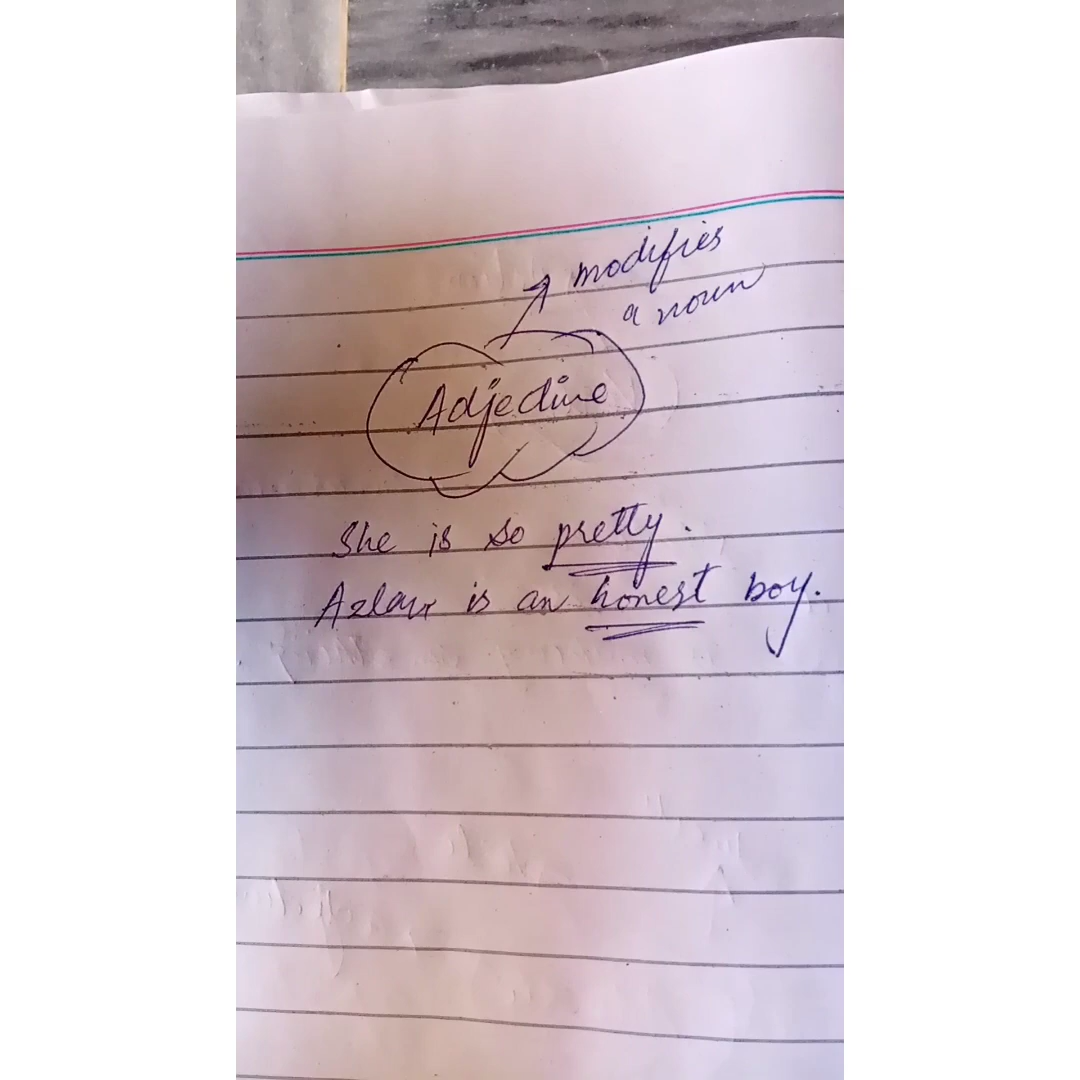 modifies
a noun
Adjective
She is so pretty.
Azlan is an honest boy.